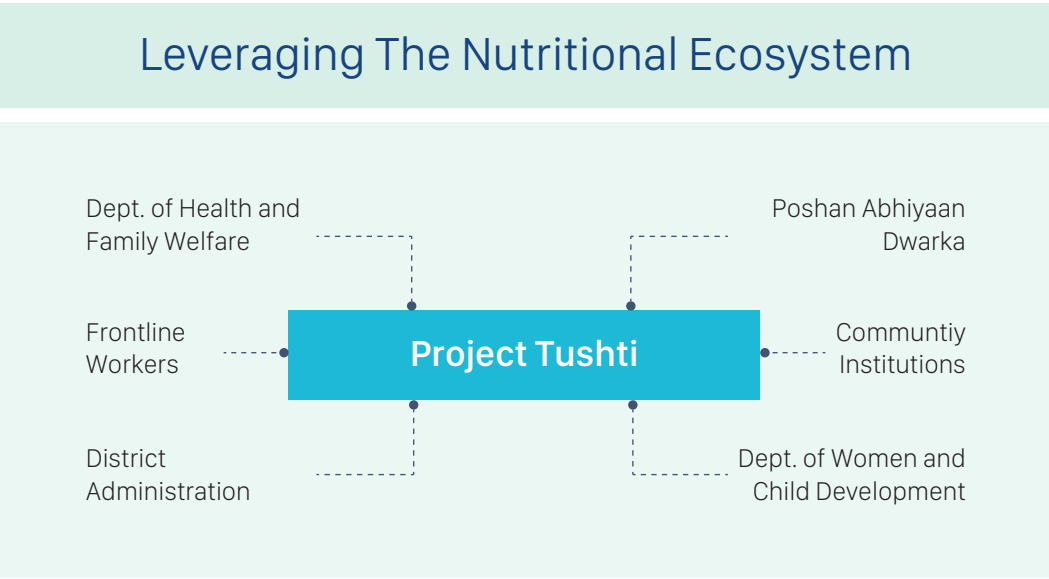 Leveraging The Nutritional Ecosystem
Dept. of Health and
Family Welfare
Poshan Abhiyaan
Dwarka
Frontline
Workers
Project Tushti
Communtiy
Institutions
District
Administration
Dept. of Women and
Child Development